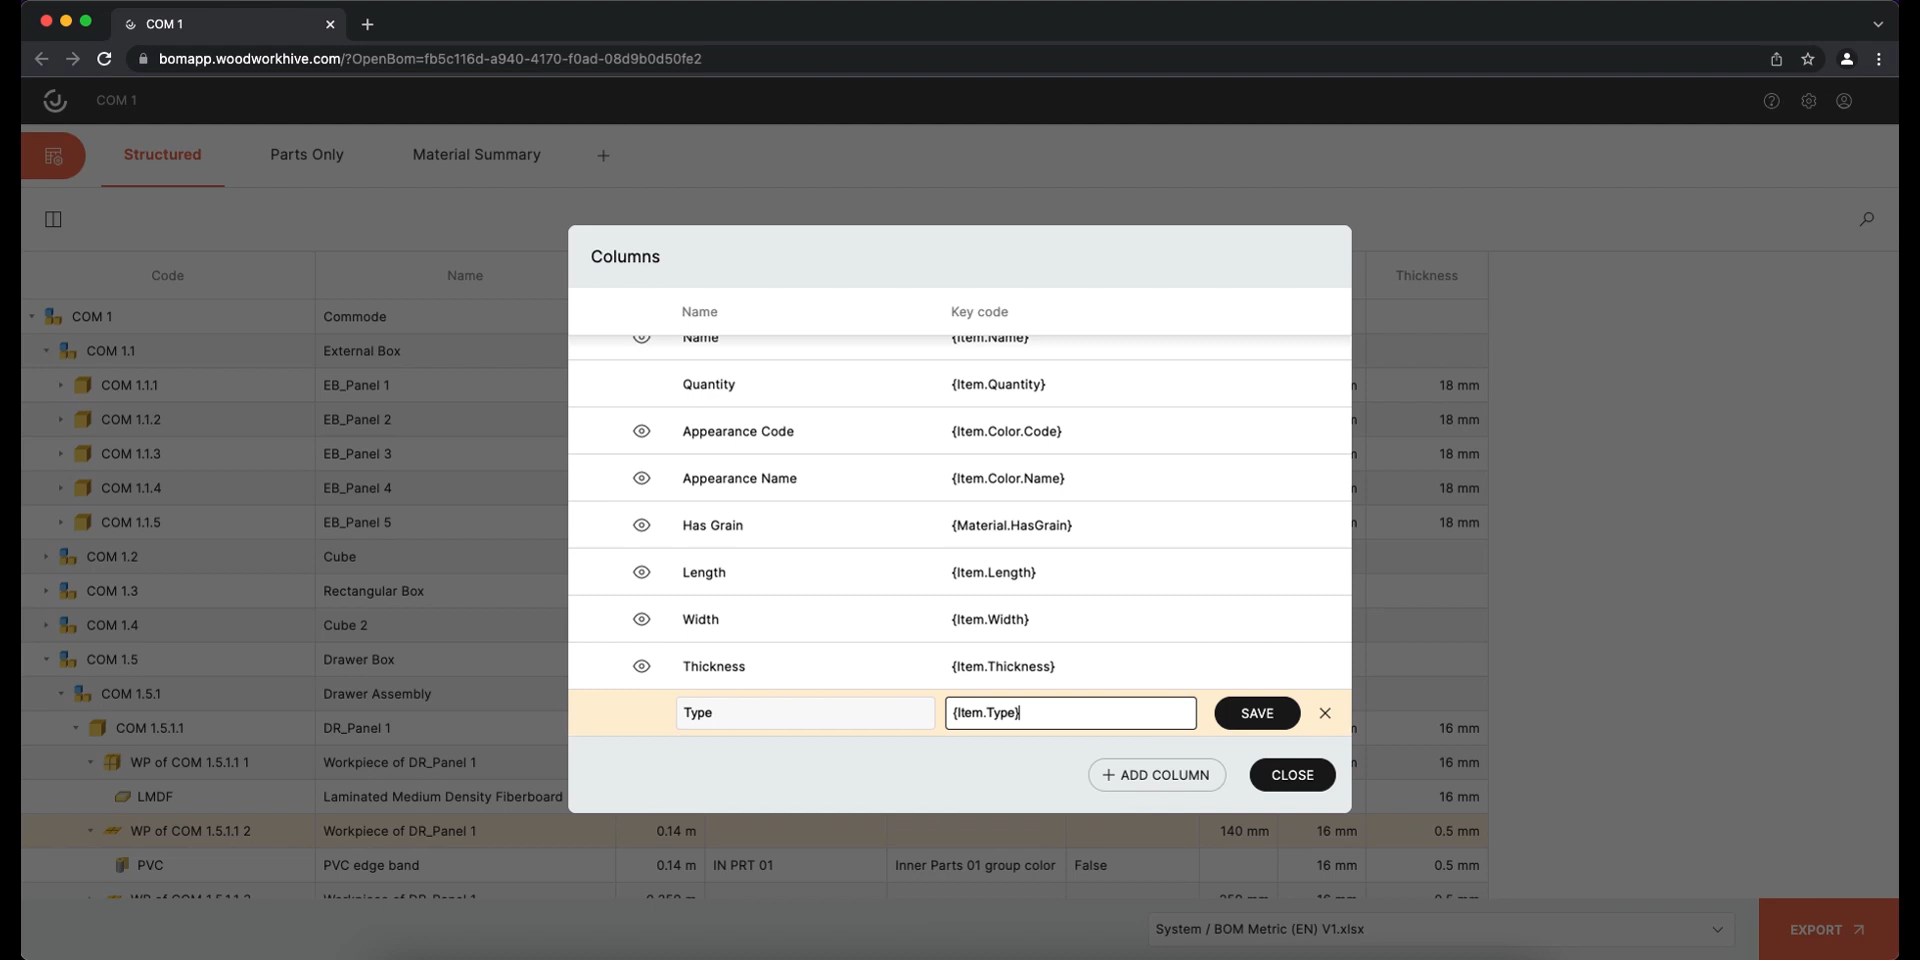 COM 1
bomapp.woodworkhive.com/?OpenBom=fb5c116d-a940-4170-f0ad-08d9b0d50fe2
COM 1
Structured Parts Only Material Summary
Columns
Code Name Thickness
Name Key code
COM 1 Commode
Name {Item.Name}
COM 1.1 External Box
COM 1.1.1 EB_Panel 1 Quantity {Item.Quantity} 18 mm
COM 1.1.2 EB_Panel 2 18 mm
Appearance Code {Item.Color.Code}
COM 1.1.3 EB_Panel 3 18 mm
Appearance Name {Item.Color.Name}
COM 1.1.4 EB_Panel 4 18 mm
COM 1.1.5 EB_Panel 5 Has Grain {Material.HasGrain} 18 mm
COM 1.2 Cube
Length {Item.Length}
COM 1.3 Rectangular Box
COM 1.4 Cube 2 Width {Item.Width}
COM 1.5 Drawer Box
Thickness {Item.Thickness}
COM 1.5.1 Drawer Assembly
Type {Item.Type} SAVE
COM 1.5.1.1 DR_Panel 1 16 mm
WP of COM 1.5.1.1 1 Workpiece of DR_Panel 1 16 mm
ADD COLUMN CLOSE
LMDF Laminated Medium Density Fiberboard 16 mm
WP of COM 1.5.1.1 2 Workpiece of DR_Panel 1 0.14 m 140 mm 16 mm 0.5 mm
PVC PVC edge band 0.14 m IN PRT 01 Inner Parts 01 group color False 16 mm 0.5 mm
System / BOM Metric (EN) V1.xlsx EXPORT